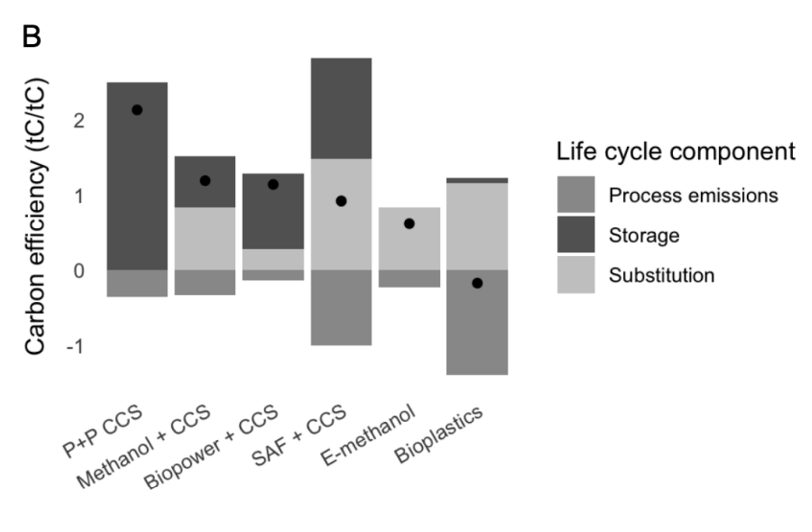 B
Carbon efficiency (tC/tC)
2
1
0
-1
P+P CCS
Methanol + CCS
Biopower + CCS
SAF + CCS
E-methanol
Bioplastics
Life cycle component
Process emissions
Storage
Substitution